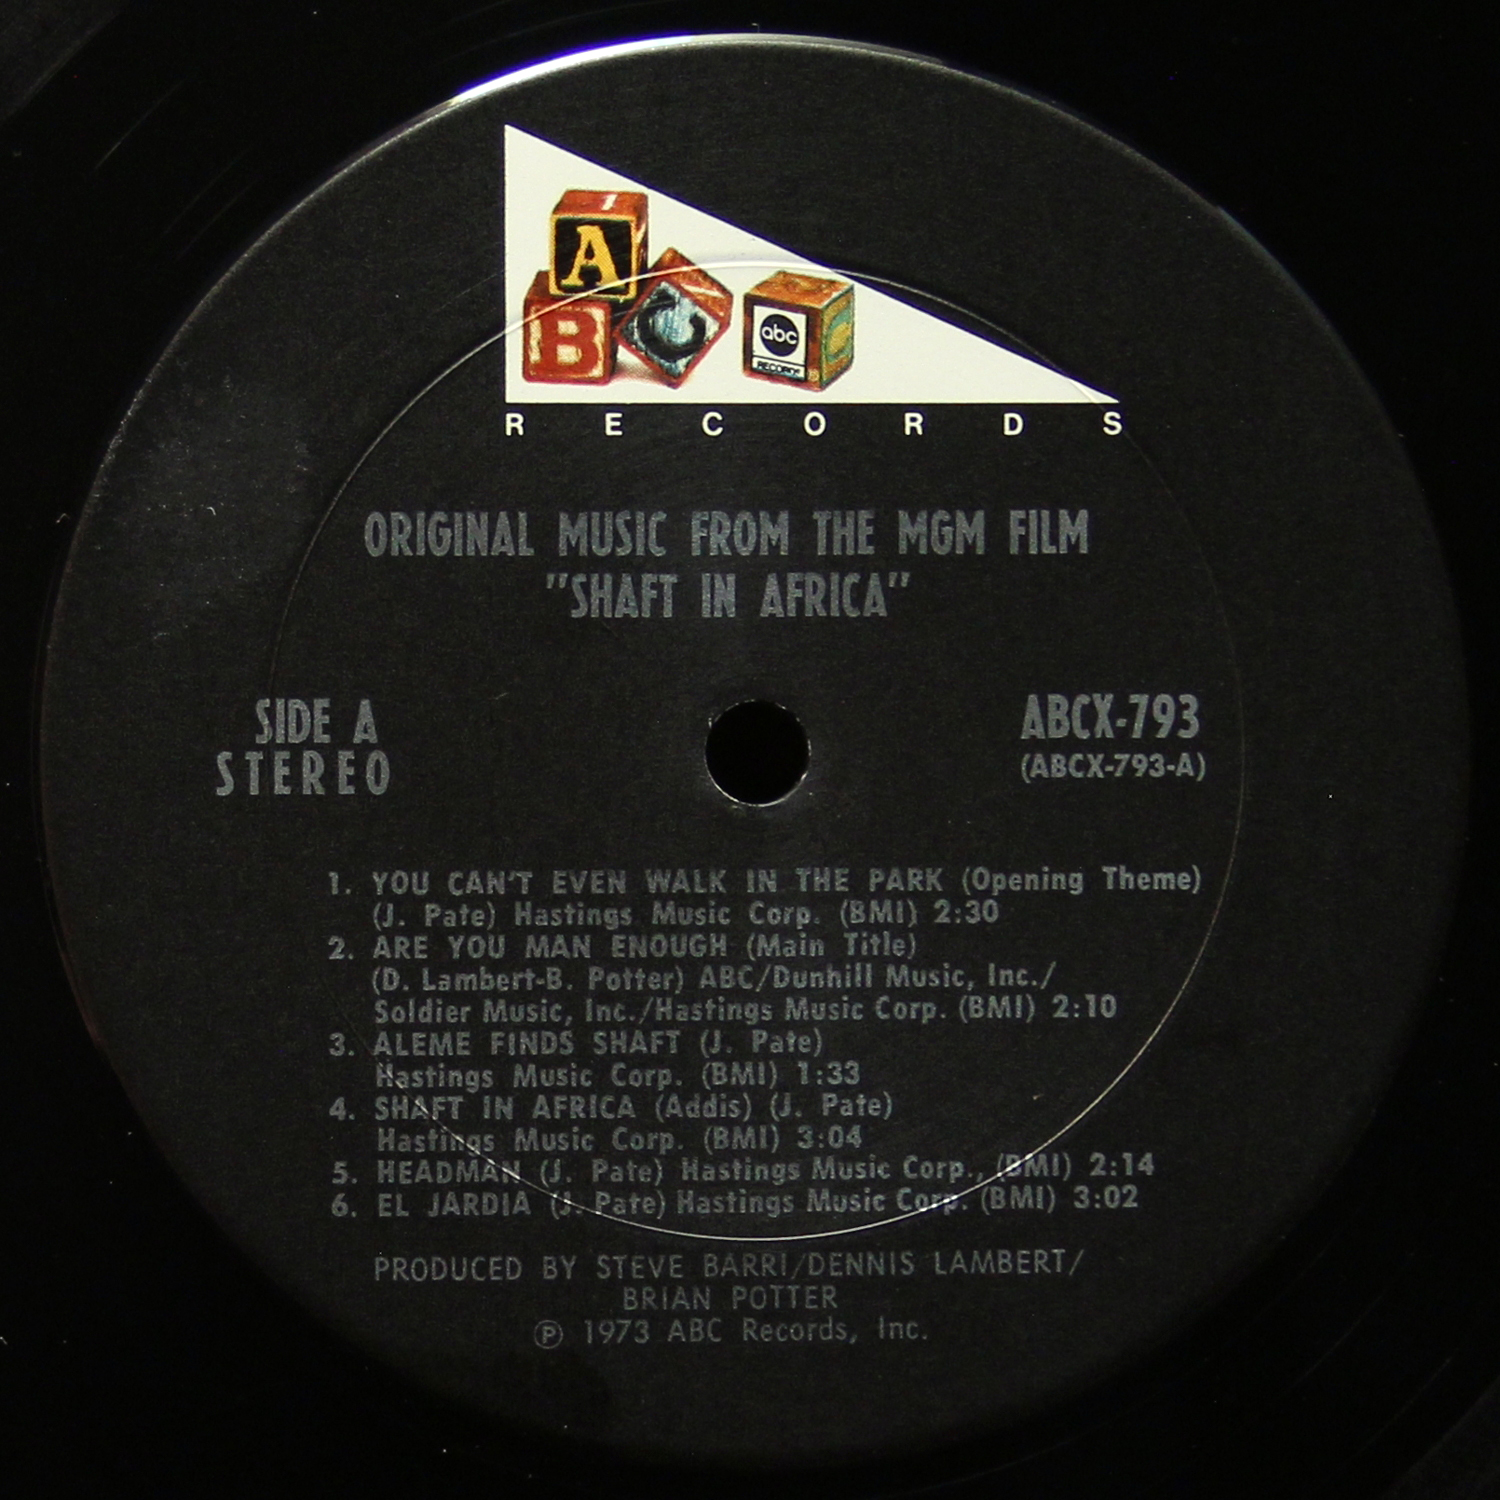 A
B C abc C
RECORDS
RECORDS
ORIGINAL MUSIC FROM THE MGM FILM
"SHAFT IN AFRICA"
SIDE A
STEREO
ABCX-793
(ABCX-793-A)
1. YOU CAN'T EVEN WALK IN THE PARK (Opening Theme)
(J. Pate) Hastings Music Corp. (BMI) 2:30
2. ARE YOU MAN ENOUGH (Main Title)
(D. Lambert-B. Potter) ABC/Dunhill Music, Inc./
Soldier Music, Inc./Hastings Music Corp. (BMI) 2:10
3. ALEME FINDS SHAFT (J. Pate)
Hastings Music Corp. (BMI) 1:33
4. SHAFT IN AFRICA (Addis) (J. Pate)
Hastings Music Corp. (BMI) 3:04
5. HEADMAN (J. Pate) Hastings Music Corp., (BMI) 2:14
6. EL JARDIA (J. Pate) Hastings Music Corp. (BMI) 3:02
PRODUCED BY STEVE BARRI/DENNIS LAMBERT/
BRIAN POTTER
℗ 1973 ABC Records, Inc.